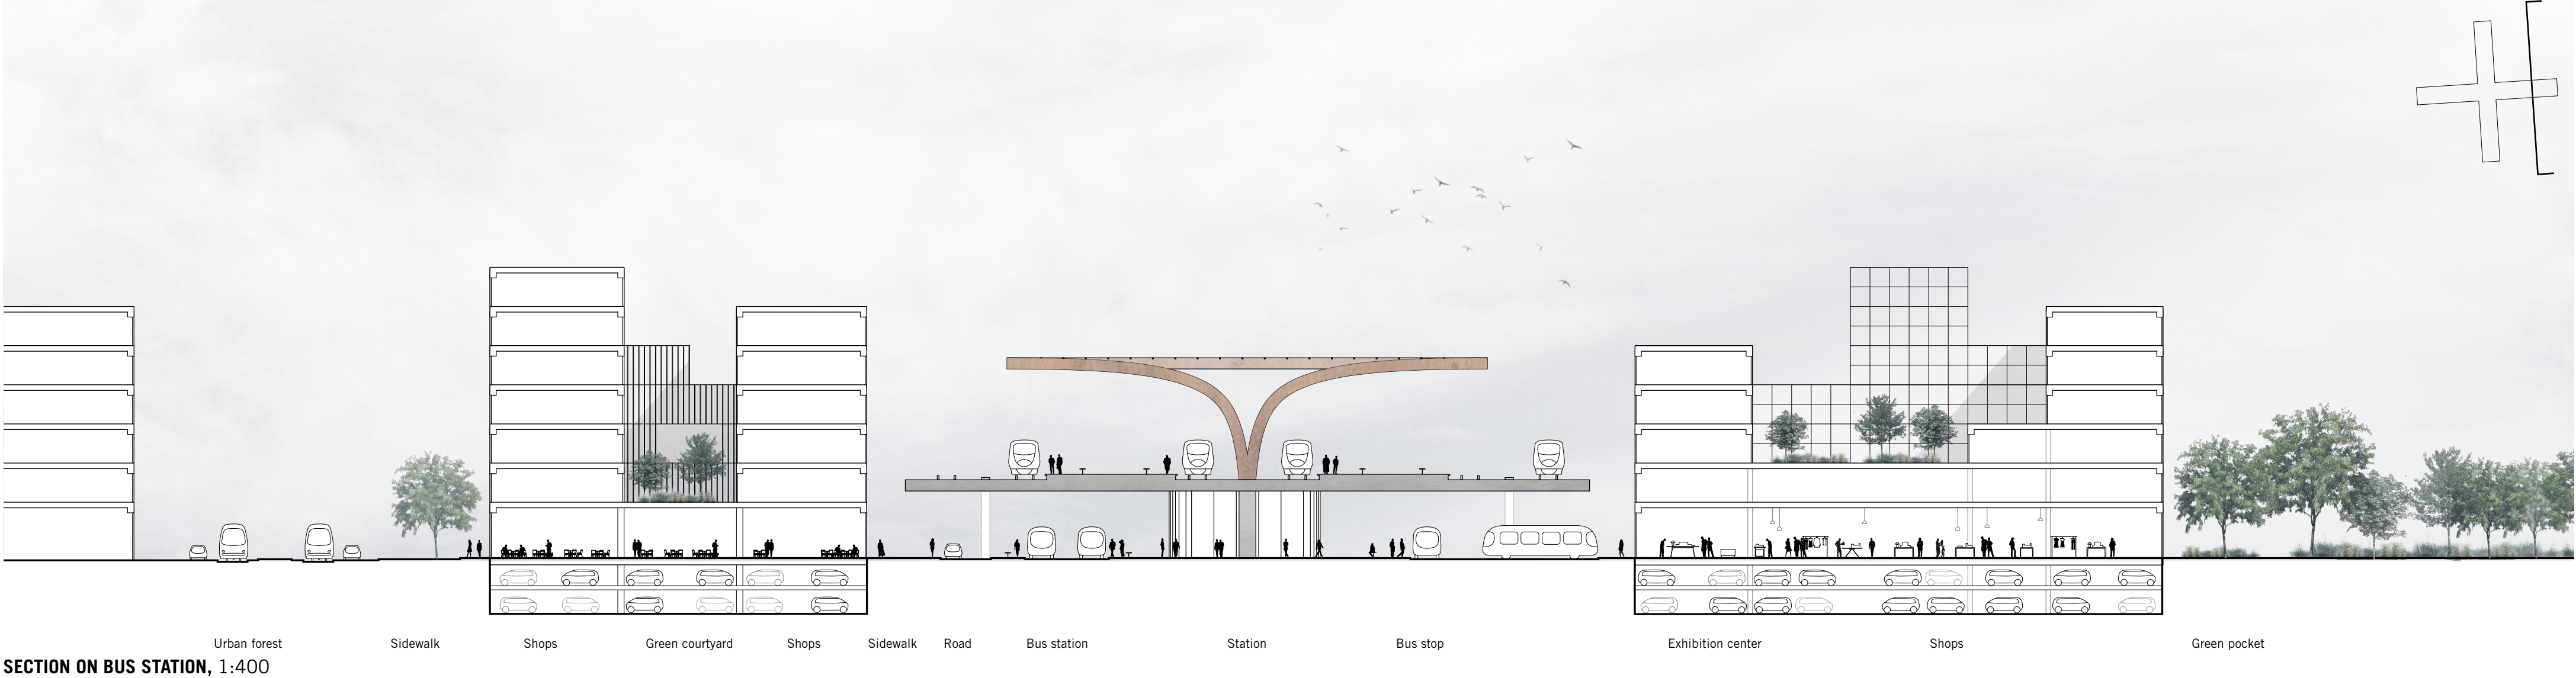 Urban forest Sidewalk Shops Green courtyard Shops Sidewalk Road Bus station Station Bus stop Exhibition center Shops Green pocket
SECTION ON BUS STATION, 1:400